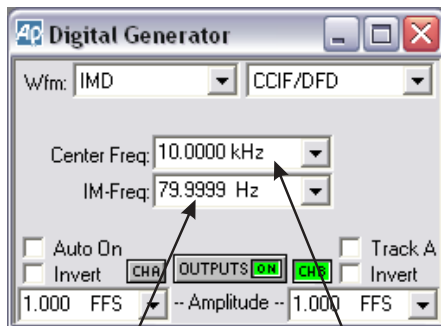 Ap Digital Generator
Wfm: IMD CCIF/DFD
Center Freq: 10.0000 kHz
IM-Freq: 79.9999 Hz
Auto On Track A
Invert CHA OUTPUTS ON CHB Invert
1.000 FFS -- Amplitude -- 1.000 FFS